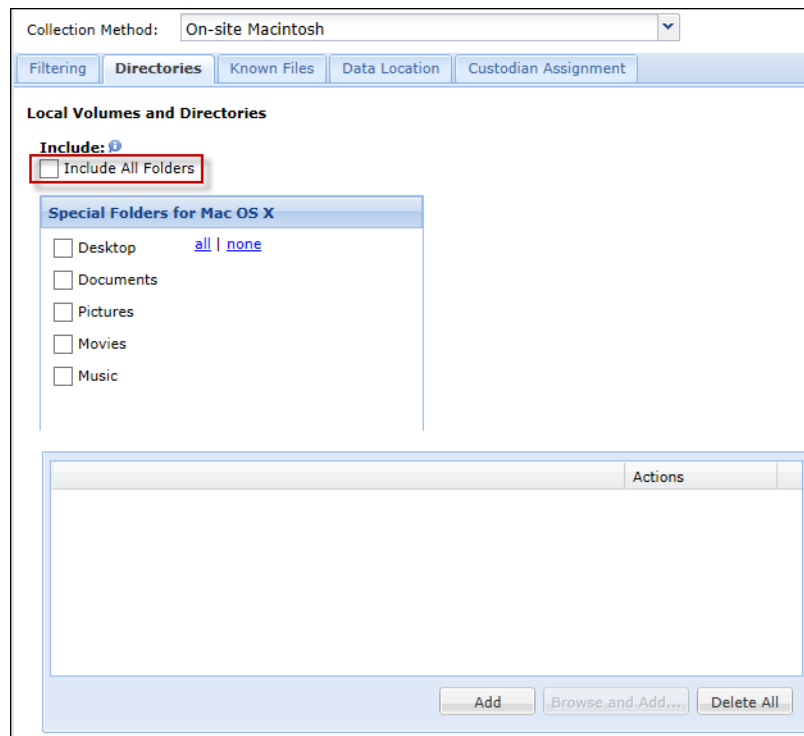 Collection Method: On-site Macintosh
Filtering Directories Known Files Data Location Custodian Assignment
Local Volumes and Directories
Include:
Include All Folders
Special Folders for Mac OS X
Desktop all | none
Documents
Pictures
Movies
Music
Actions
Add Browse and Add... Delete All